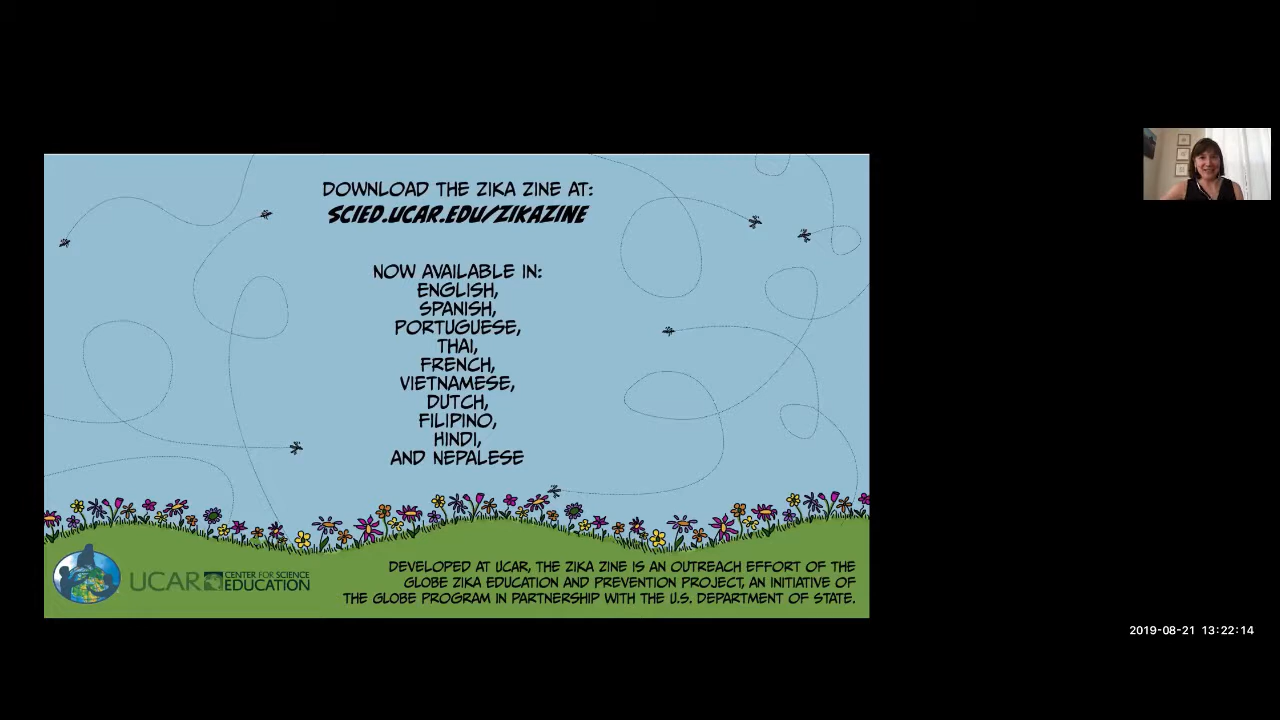 DOWNLOAD THE ZIKA ZINE AT:
SCIED.UCAR.EDU/ZIKAZINE
NOW AVAILABLE IN:
ENGLISH,
SPANISH,
PORTUGUESE,
THAI,
FRENCH,
VIETNAMESE,
DUTCH,
FILIPINO,
HINDI,
AND NEPALESE
UCAR CENTER FOR SCIENCE
EDUCATION
DEVELOPED AT UCAR, THE ZIKA ZINE IS AN OUTREACH EFFORT OF THE
GLOBE ZIKA EDUCATION AND PREVENTION PROJECT, AN INITIATIVE OF
THE GLOBE PROGRAM IN PARTNERSHIP WITH THE U.S. DEPARTMENT OF STATE.
2019-08-21 13:22:14